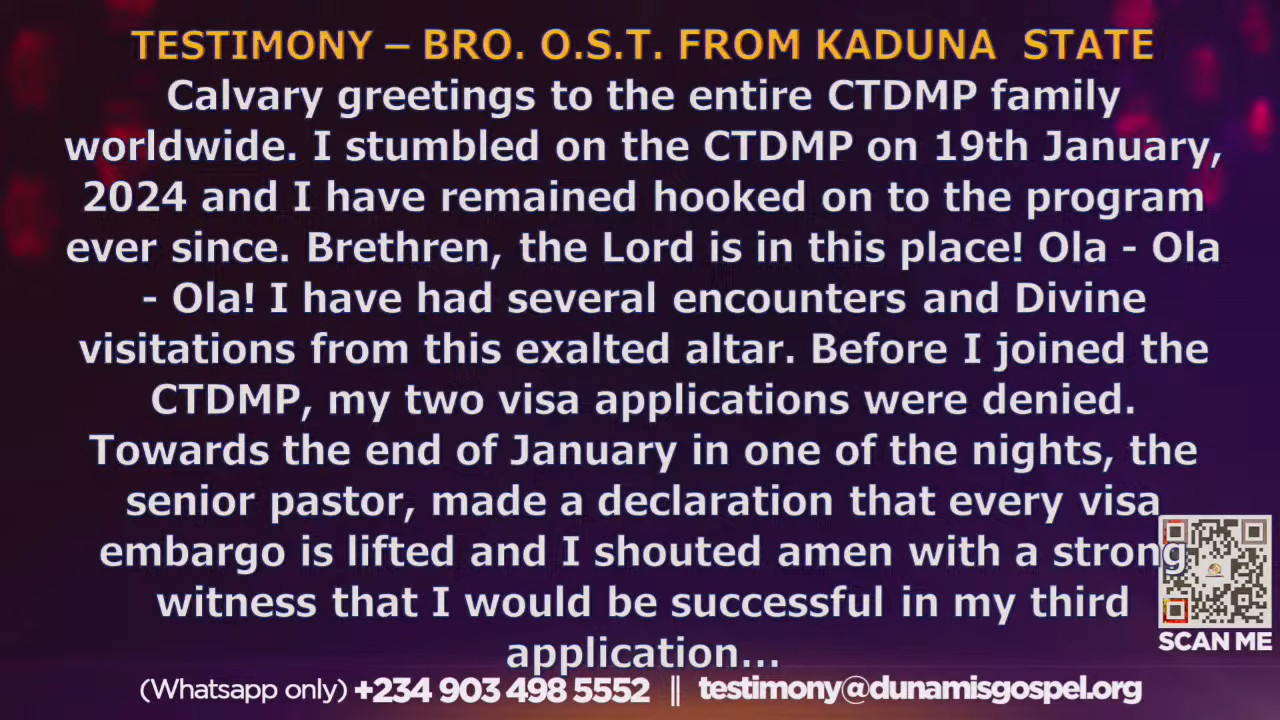 TESTIMONY – BRO. O.S.T. FROM KADUNA STATE
Calvary greetings to the entire CTDMP family
worldwide. I stumbled on the CTDMP on 19th January,
2024 and I have remained hooked on to the program
ever since. Brethren, the Lord is in this place! Ola - Ola
- Ola! I have had several encounters and Divine
visitations from this exalted altar. Before I joined the
CTDMP, my two visa applications were denied.
Towards the end of January in one of the nights, the
senior pastor, made a declaration that every visa
embargo is lifted and I shouted amen with a strong
witness that I would be successful in my third
application...
SCAN ME
(Whatsapp only) +234 903 498 5552 || testimony@dunamisgospel.org